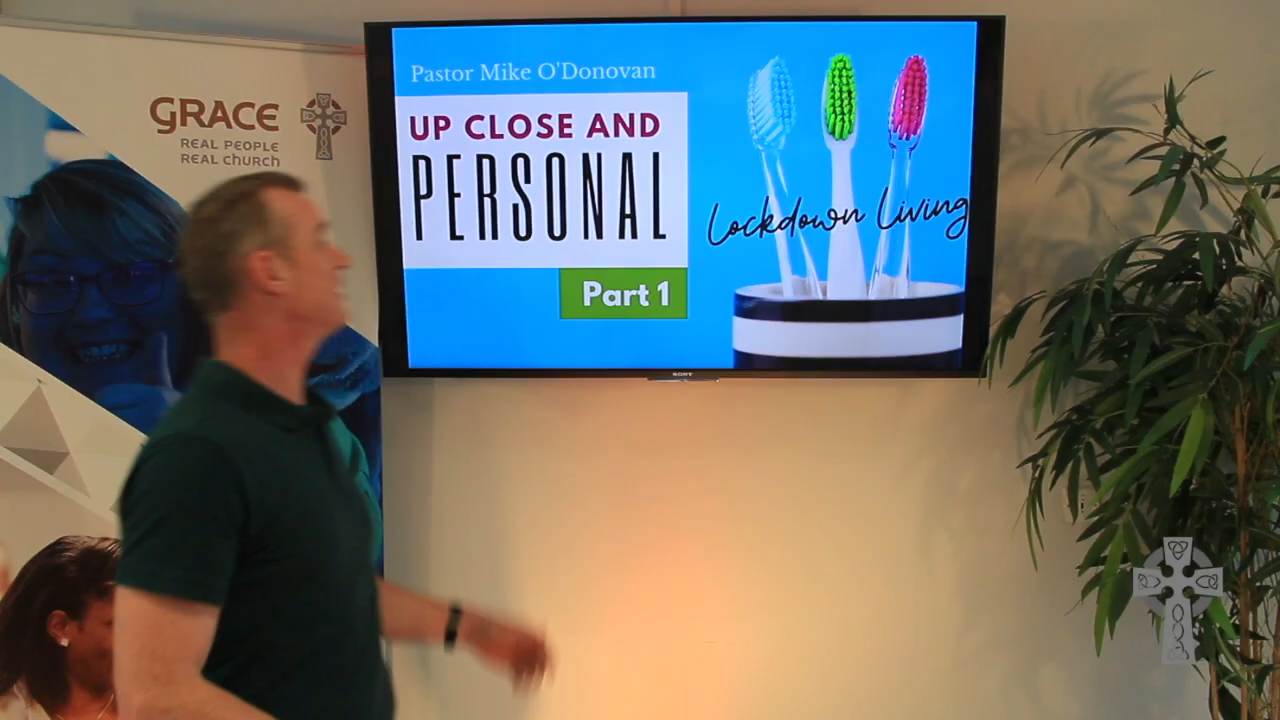 GRACE
REAL PEOPLE
REAL CHURCH
Pastor Mike O'Donovan
UP CLOSE AND
PERSONAL
Part 1
Lockdown Living
SONY